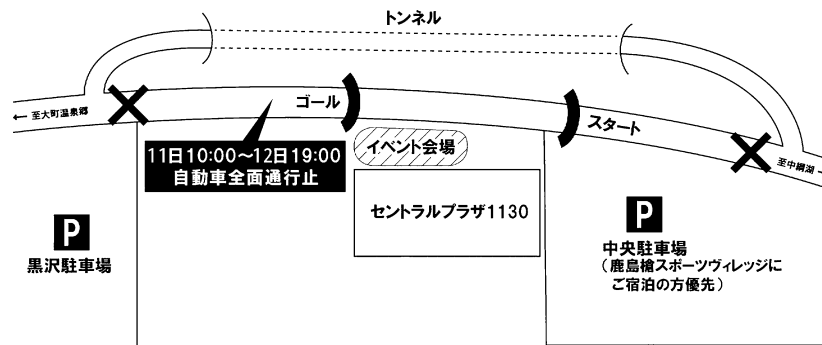 トンネル
← 至大町温泉郷
ゴール
スタート
至中綱湖 →
11日10:00～12日19:00
自動車全面通行止
イベント会場
セントラルプラザ1130
P
黒沢駐車場
P
中央駐車場
（鹿島槍スポーツヴィレッジに
ご宿泊の方優先）